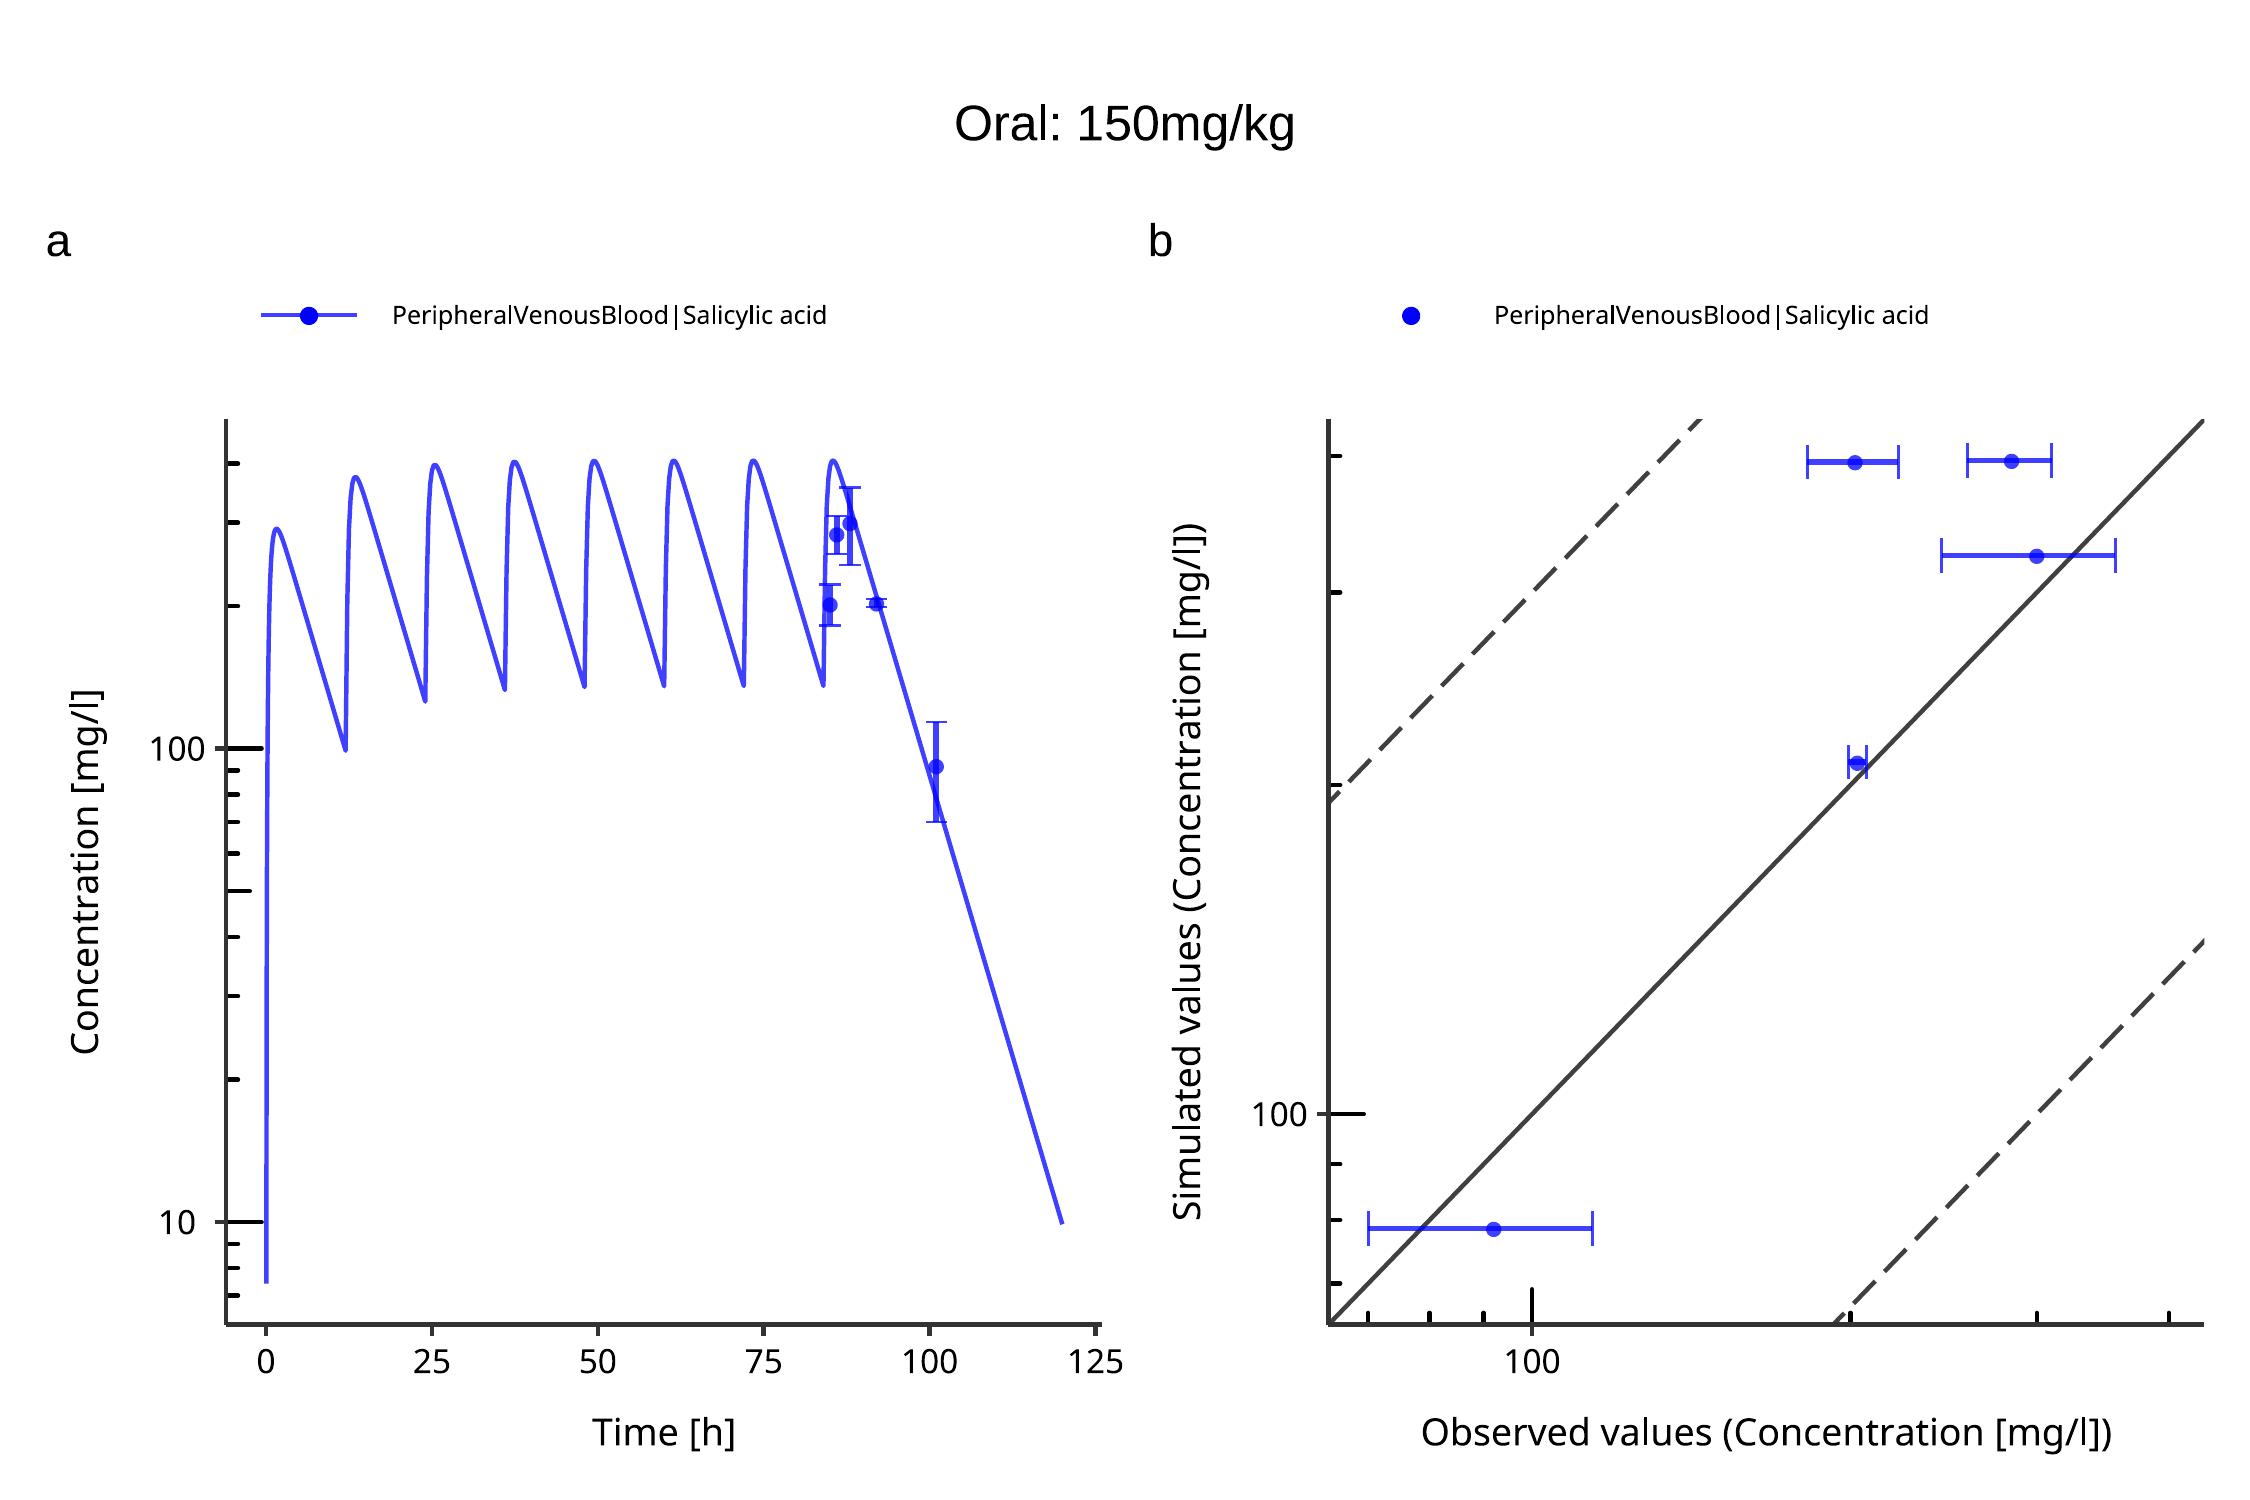 Oral: 150mg/kg
a
PeripheralVenousBlood|Salicylic acid
Concentration [mg/l]
100
10
0 25 50 75 100 125
Time [h]
b
PeripheralVenousBlood|Salicylic acid
Simulated values (Concentration [mg/l])
100
100
Observed values (Concentration [mg/l])